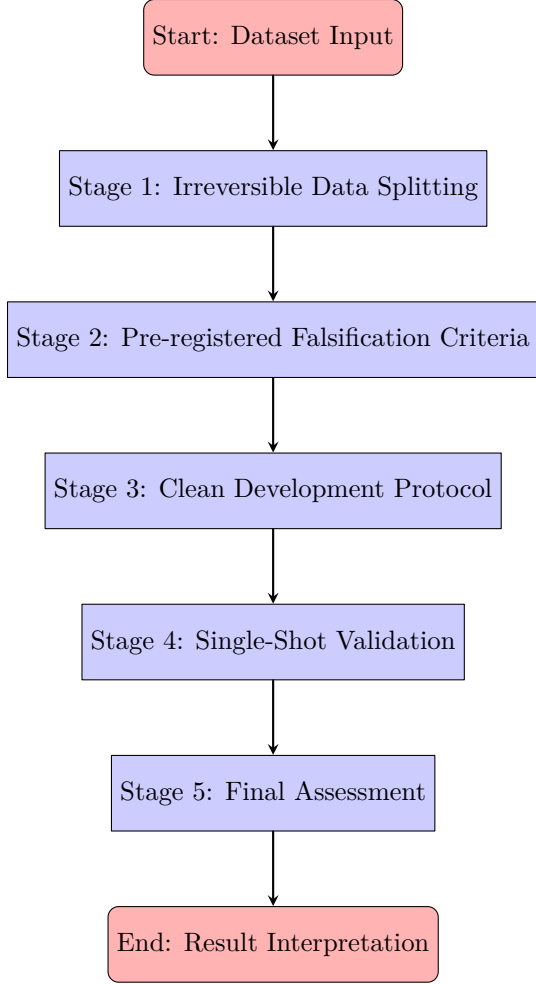 Start: Dataset Input
Stage 1: Irreversible Data Splitting
Stage 2: Pre-registered Falsification Criteria
Stage 3: Clean Development Protocol
Stage 4: Single-Shot Validation
Stage 5: Final Assessment
End: Result Interpretation